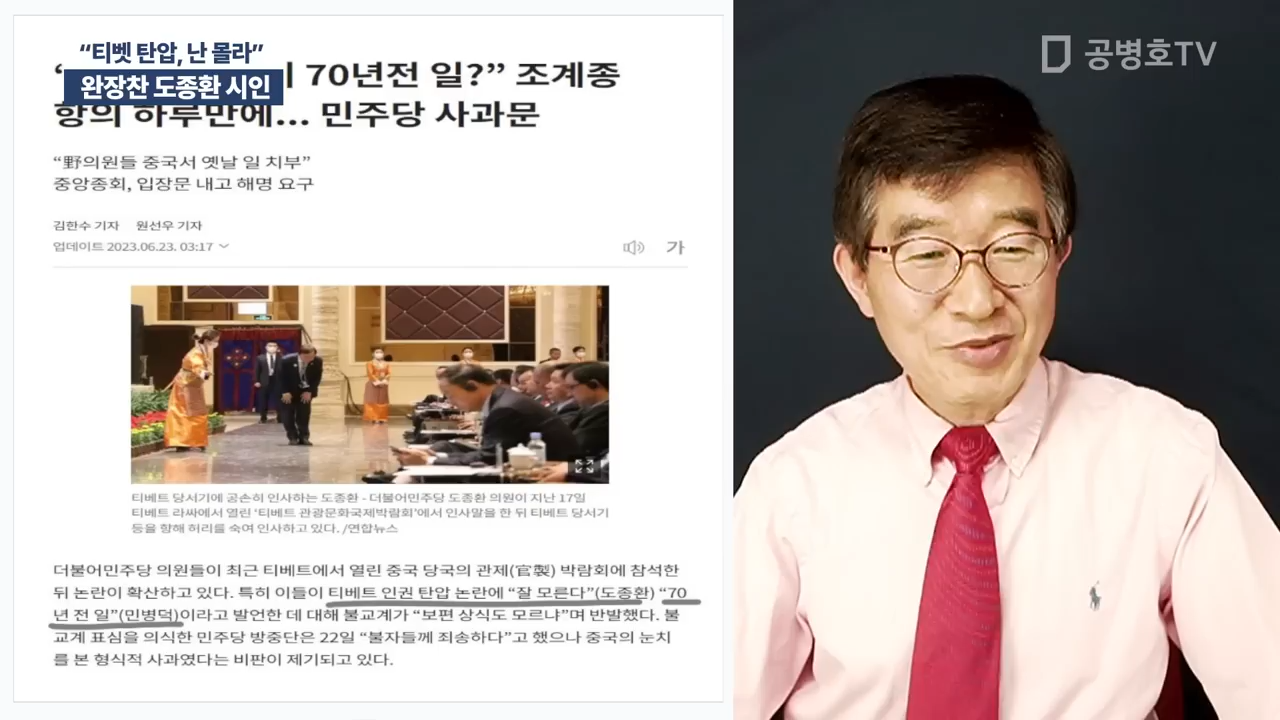 “티벳 탄압, 난 몰라”
완장찬 도종환 시인
70년전 일?” 조계종
항의 하루만에... 민주당 사과문
“野의원들 중국서 옛날 일 치부”
중앙종회, 입장문 내고 해명 요구
김한수 기자 원선우 기자
업데이트 2023.06.23. 03:17
가
티베트 당서기에 공손히 인사하는 도종환 - 더불어민주당 도종환 의원이 지난 17일
티베트 라싸에서 열린 ‘티베트 관광문화국제박람회’에서 인사말을 한 뒤 티베트 당서기
등을 향해 허리를 숙여 인사하고 있다. /연합뉴스
더불어민주당 의원들이 최근 티베트에서 열린 중국 당국의 관제(官製) 박람회에 참석한
뒤 논란이 확산하고 있다. 특히 이들이 티베트 인권 탄압 논란에 “잘 모른다”(도종환) “70
년 전 일”(민병덕)이라고 발언한 데 대해 불교계가 “보편 상식도 모르냐”며 반발했다. 불
교계 표심을 의식한 민주당 방중단은 22일 “불자들께 죄송하다”고 했으나 중국의 눈치
를 본 형식적 사과였다는 비판이 제기되고 있다.
공병호TV